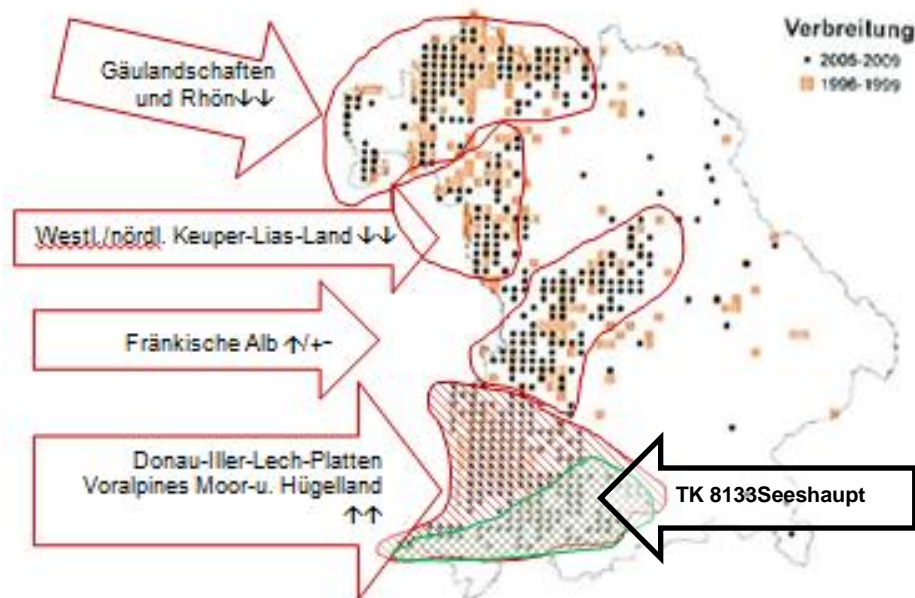 Verbreitung
2005-2009
1996-1999
Gäulandschaften
und Rhön↓↓
Westl./nördl. Keuper-Lias-Land ↓↓
Fränkische Alb ↑/+-
Donau-Iller-Lech-Platten
Voralpines Moor-u. Hügelland
↑↑
TK 8133Seeshaupt